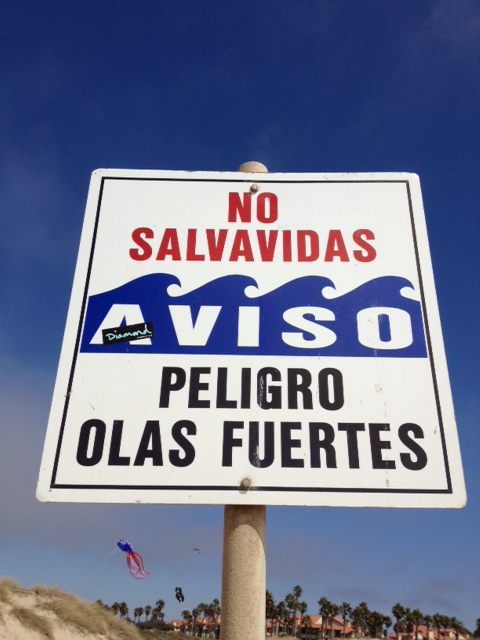 NO
SALVAVIDAS
AVISO
Diamond
PELIGRO
OLAS FUERTES